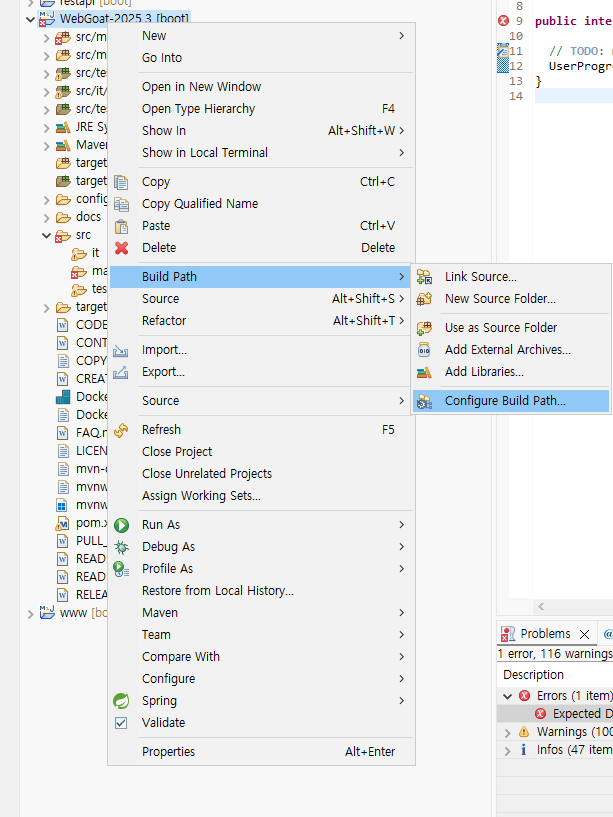 restapi [boot]
WebGoat-2025.3 [boot]
src/m
src/m
src/te
src/it/
src/te
JRE Sy
Maven
target
target
config
docs
src
it
ma
tes
target
CODE
CONT
COPY
CREA
Docke
Docke
FAQ.m
LICEN
mvn-c
mvnw
mvnw
pom.x
PULL_
READ
READ
RELEA
www [bo
New
Go Into
Open in New Window
Open Type Hierarchy F4
Show In Alt+Shift+W
Show in Local Terminal
Copy Ctrl+C
Copy Qualified Name
Paste Ctrl+V
Delete Delete
Build Path
Source Alt+Shift+S
Refactor Alt+Shift+T
Import...
Export...
Source
Refresh F5
Close Project
Close Unrelated Projects
Assign Working Sets...
Run As
Debug As
Profile As
Restore from Local History...
Maven
Team
Compare With
Configure
Spring
Validate
Properties Alt+Enter
Link Source...
New Source Folder...
Use as Source Folder
Add External Archives...
Add Libraries...
Configure Build Path...
8
9 public inte
10
11 // TODO:
12 UserProgr
13 }
14
Problems
1 error, 116 warnings
Description
Errors (1 item)
Expected D
Warnings (100
Infos (47 item